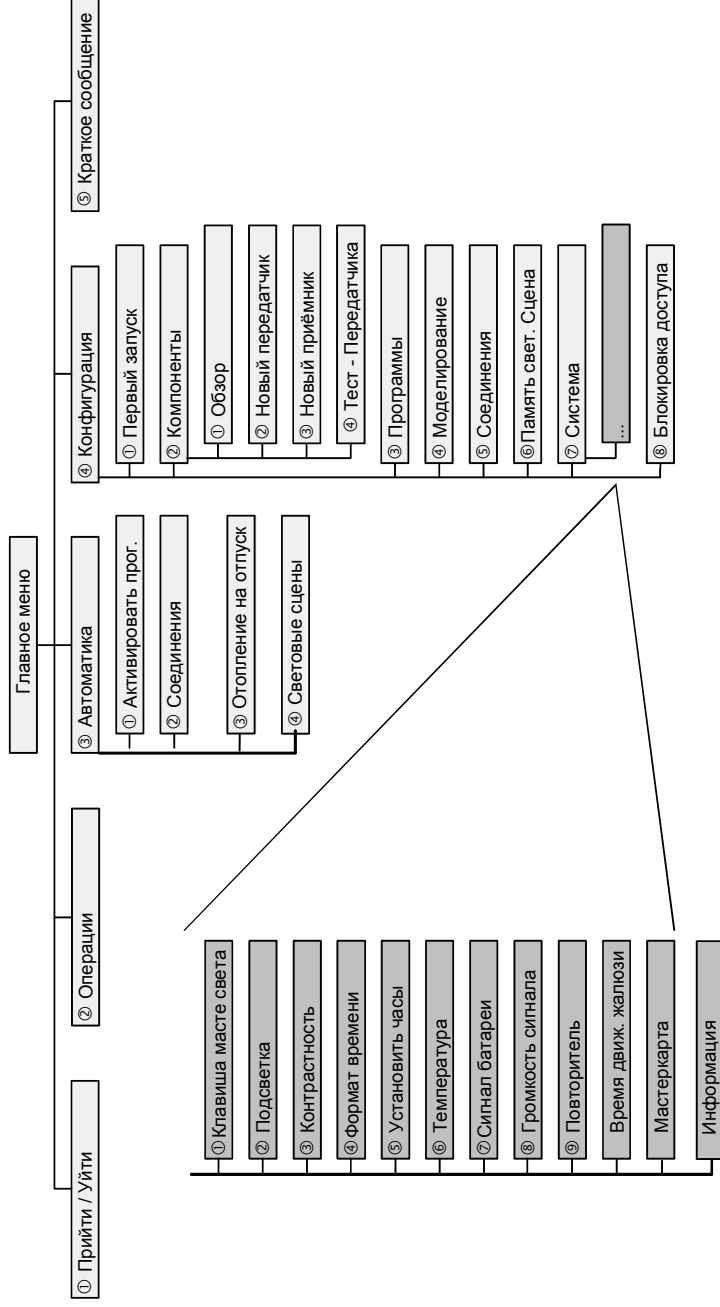 Главное меню
① Прийти / Уйти
② Операции
③ Автоматика
① Активировать прог.
② Соединения
③ Отопление на отпуск
④ Световые сцены
④ Конфигурация
① Первый запуск
② Компоненты
① Обзор
② Новый передатчик
③ Новый приёмник
④ Тест - Передатчика
③ Программы
④ Моделирование
⑤ Соединения
⑥Память свет. Сцена
⑦ Система
...
⑧ Блокировка доступа
⑤ Краткое сообщение
① Клавиша масте света
② Подсветка
③ Контрастность
④ Формат времени
⑤ Установить часы
⑥ Температура
⑦ Сигнал батареи
⑧ Громкость сигнала
⑨ Повторитель
Время движ. жалюзи
Мастеркарта
Информация